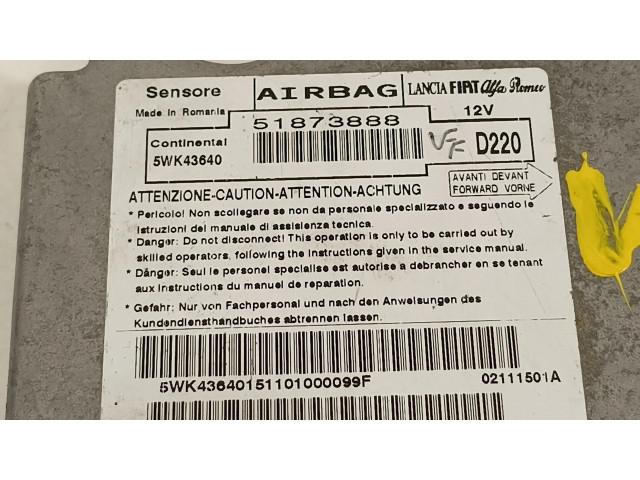 Sensore AIRBAG LANCIA FIAT Alfa Romeo
Made in Romania 51873888 12V
Continental
5WK43640 VTK D220
AVANTI DEVANT
FORWARD VORNE
ATTENZIONE-CAUTION-ATTENTION-ACHTUNG
* Pericolo! Non scollegare se non da personale specializzato e seguendo le
istruzioni del manuale di assistenza tecnica.
* Danger: Do not disconnect! This operation is only to be carried out by
skilled operators, following the instructions given in the service manual.
* Dânger: Seul le personel specialise est autorise a debrancher en se tenant
aux instructions du manuel de reparation.
* Gefahr: Nur von Fachpersonal und nach den Anweisungen des
Kundendiensthandbuches abtrennen lassen.
5WK43640151101000099F 02111501A